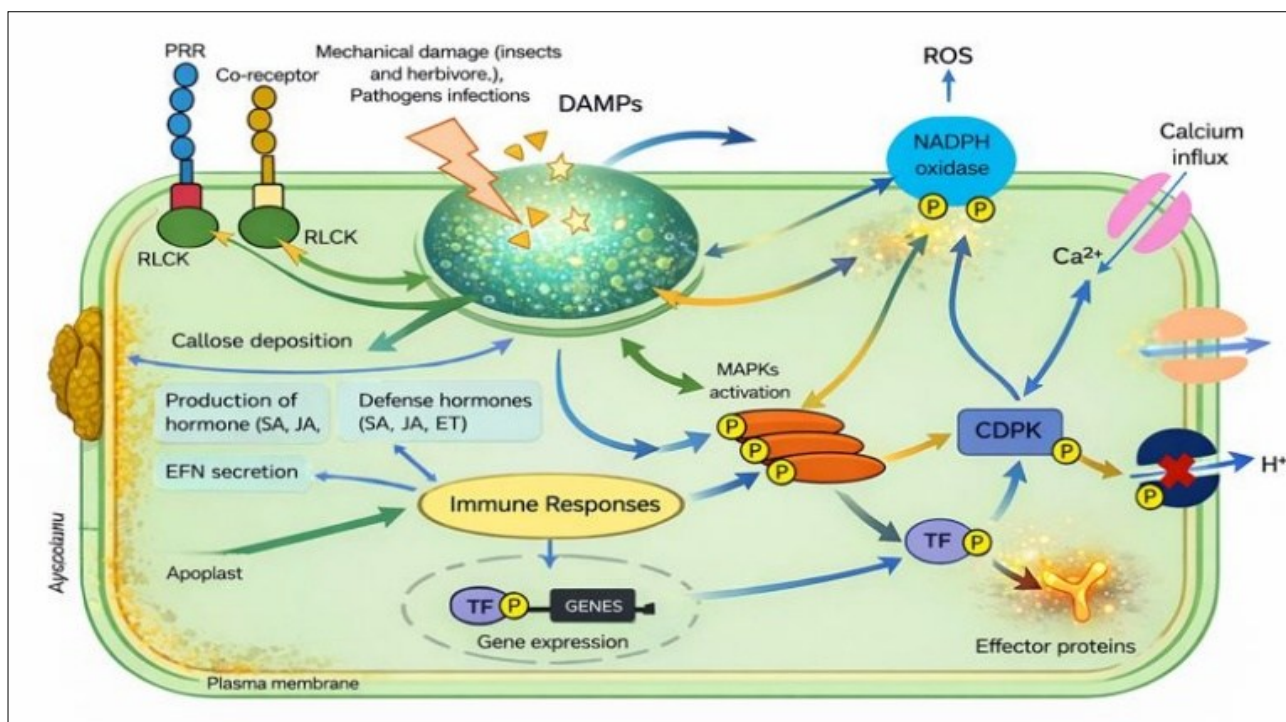 PRR
Co-receptor
Mechanical damage (insects
and herbivore.),
Pathogens infections
DAMPs
ROS
NADPH
oxidase
P
P
Calcium
influx
RLCK
RLCK
Ca²⁺
Callose deposition
MAPKs
activation
Production of
hormone (SA, JA,
Defense hormones
(SA, JA, ET)
P
P
P
CDPK
P
EFN secretion
Immune Responses
H⁺
P
TF
P
Apoplast
TF
P
GENES
Gene expression
Effector proteins
Plasma membrane